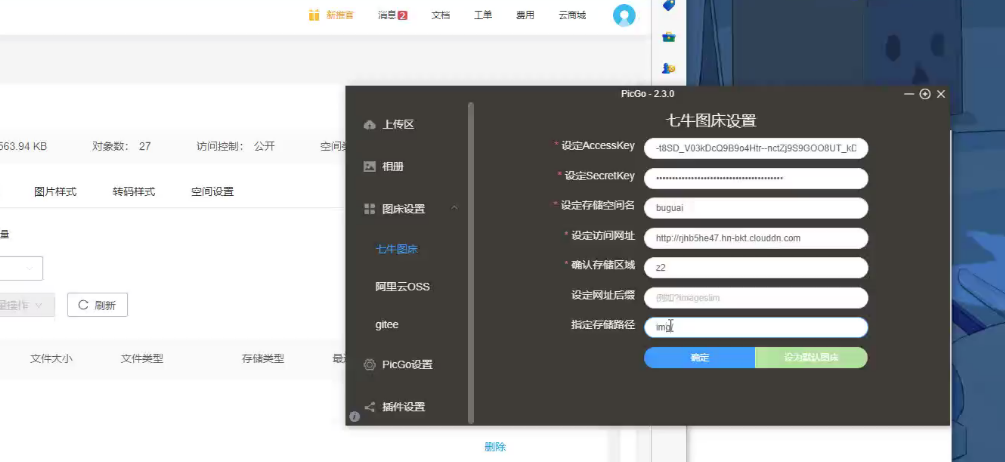 新推官 消息 2 文档 工单 费用 云商城
PicGo - 2.3.0
上传区
相册
图床设置
七牛图床
阿里云OSS
gitee
PicGo设置
插件设置
七牛图床设置
* 设定AccessKey
* 设定SecretKey ••••••••••••••••••••••••••••••••••••••••
* 设定存储空间名 buguai
* 设定访问网址 http://rjhb5he47.hn-bkt.clouddn.com
* 确认存储区域 z2
设定网址后缀 例如?imageslim
指定存储路径 img/
确定 设为默认图床
563.94 KB 对象数： 27 访问控制： 公开
图片样式 转码样式 空间设置
量
刷新
文件大小 文件类型 存储类型
删除